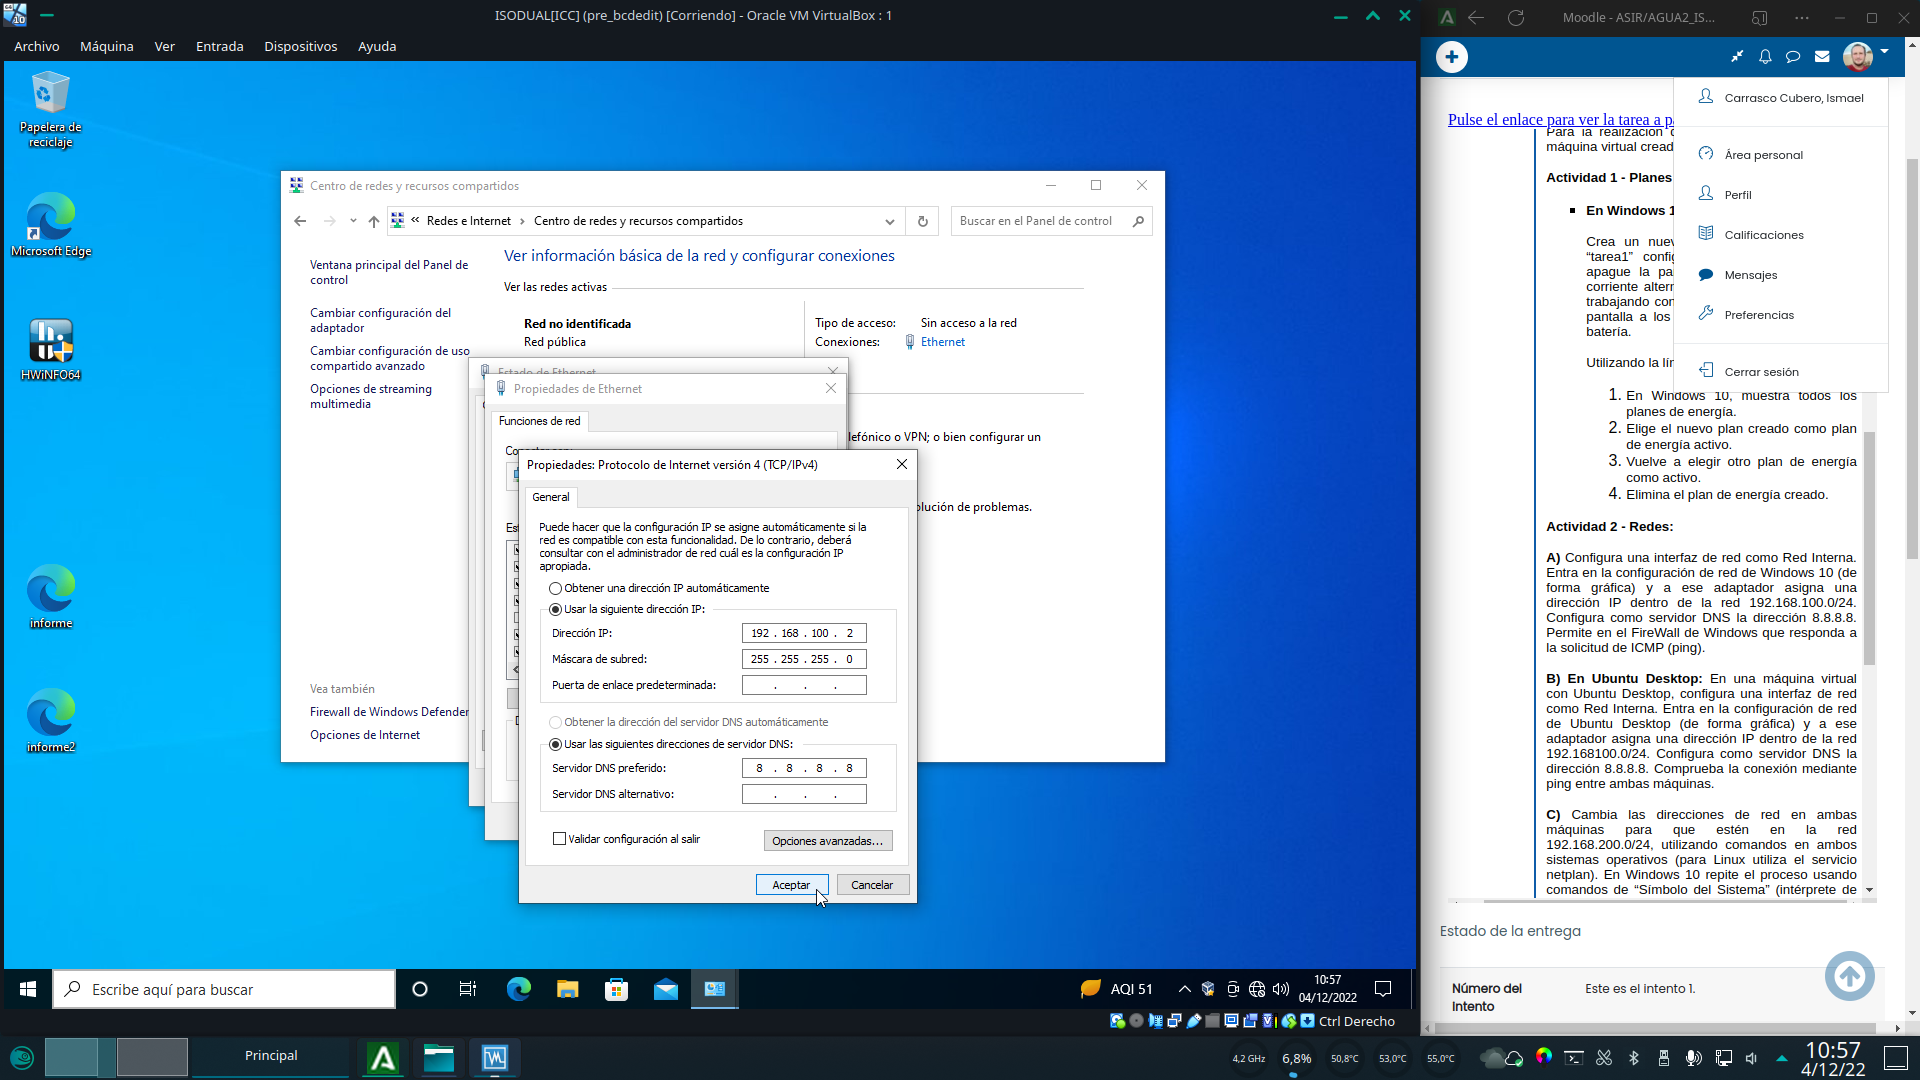 ISODUAL[ICC] (pre_bcdedit) [Corriendo] - Oracle VM VirtualBox : 1
Archivo Máquina Ver Entrada Dispositivos Ayuda
Papelera de reciclaje
Microsoft Edge
HWiNFO64
informe
informe2
Centro de redes y recursos compartidos
« Redes e Internet > Centro de redes y recursos compartidos
Buscar en el Panel de control
Ventana principal del Panel de control
Cambiar configuración del adaptador
Cambiar configuración de uso compartido avanzado
Opciones de streaming multimedia
Vea también
Firewall de Windows Defender
Opciones de Internet
Ver información básica de la red y configurar conexiones
Ver las redes activas
Red no identificada
Red pública
Tipo de acceso: Sin acceso a la red
Conexiones: Ethernet
lefónico o VPN; o bien configurar un
olución de problemas.
Estado de Ethernet
Propiedades de Ethernet
Funciones de red
Propiedades: Protocolo de Internet versión 4 (TCP/IPv4)
General
Puede hacer que la configuración IP se asigne automáticamente si la
red es compatible con esta funcionalidad. De lo contrario, deberá
consultar con el administrador de red cuál es la configuración IP
apropiada.
Obtener una dirección IP automáticamente
Usar la siguiente dirección IP:
Dirección IP: 192 . 168 . 100 . 2
Máscara de subred: 255 . 255 . 255 . 0
Puerta de enlace predeterminada: . . .
Obtener la dirección del servidor DNS automáticamente
Usar las siguientes direcciones de servidor DNS:
Servidor DNS preferido: 8 . 8 . 8 . 8
Servidor DNS alternativo: . . .
Validar configuración al salir
Opciones avanzadas...
Aceptar Cancelar
Escribe aquí para buscar
AQI 51
10:57
04/12/2022
Ctrl Derecho
Moodle - ASIR/AGUA2_IS...
Carrasco Cubero, Ismael
Área personal
Perfil
Calificaciones
Mensajes
Preferencias
Cerrar sesión
Pulse el enlace para ver la tarea a pa
Para la realización
máquina virtual cread
Actividad 1 - Planes
En Windows 1
Crea un nuev
"tarea1" config
apague la pa
corriente altern
trabajando con
pantalla a los
batería.
Utilizando la lín
1. En Windows 10, muestra todos los
planes de energía.
2. Elige el nuevo plan creado como plan
de energía activo.
3. Vuelve a elegir otro plan de energía
como activo.
4. Elimina el plan de energía creado.
Actividad 2 - Redes:
A) Configura una interfaz de red como Red Interna.
Entra en la configuración de red de Windows 10 (de
forma gráfica) y a ese adaptador asigna una
dirección IP dentro de la red 192.168.100.0/24.
Configura como servidor DNS la dirección 8.8.8.8.
Permite en el FireWall de Windows que responda a
la solicitud de ICMP (ping).
B) En Ubuntu Desktop: En una máquina virtual
con Ubuntu Desktop, configura una interfaz de red
como Red Interna. Entra en la configuración de red
de Ubuntu Desktop (de forma gráfica) y a ese
adaptador asigna una dirección IP dentro de la red
192.168100.0/24. Configura como servidor DNS la
dirección 8.8.8.8. Comprueba la conexión mediante
ping entre ambas máquinas.
C) Cambia las direcciones de red en ambas
máquinas para que estén en la red
192.168.200.0/24, utilizando comandos en ambos
sistemas operativos (para Linux utiliza el servicio
netplan). En Windows 10 repite el proceso usando
comandos de "Símbolo del Sistema" (intérprete de
Estado de la entrega
Número del Intento
Este es el intento 1.
Principal
4,2 GHz 6,8% 50,8°C 53,0°C 55,0°C
10:57
4/12/22